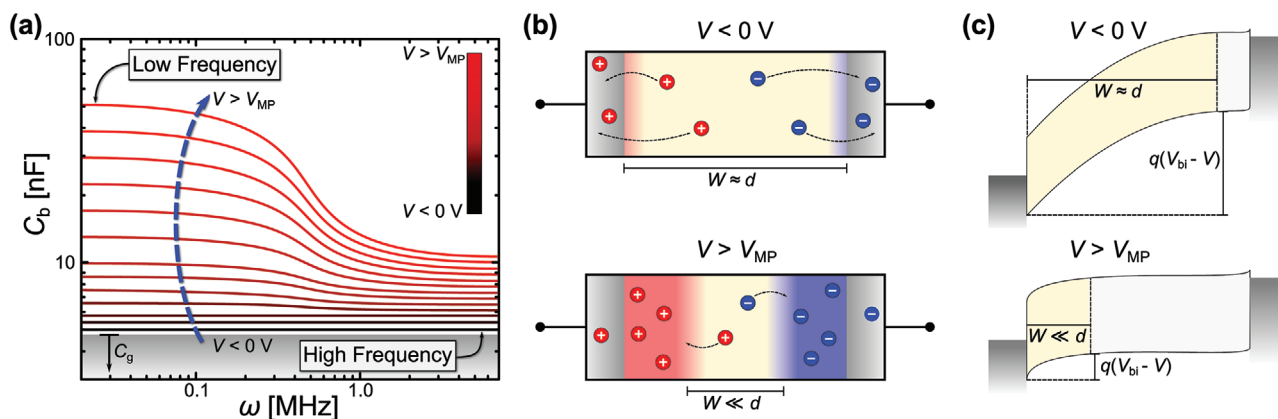 (a)
100
10
C_b [nF]
Low Frequency
V > V_MP
V > V_MP
V < 0 V
V < 0 V
High Frequency
C_g
0.1
1.0
ω [MHz]
(b)
V < 0 V
+
+
+
+
−
−
−
−
W ≈ d
V > V_MP
+
+
+
+
+
+
−
−
−
−
−
−
W ≪ d
(c)
V < 0 V
W ≈ d
q(V_bi - V)
V > V_MP
W ≪ d
q(V_bi - V)